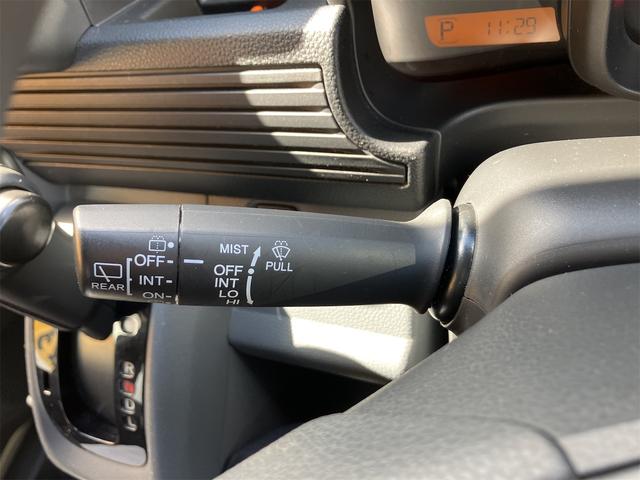 P 11:29
MIST
OFF
INT
LO
HI
PULL
OFF
INT
ON
REAR
R